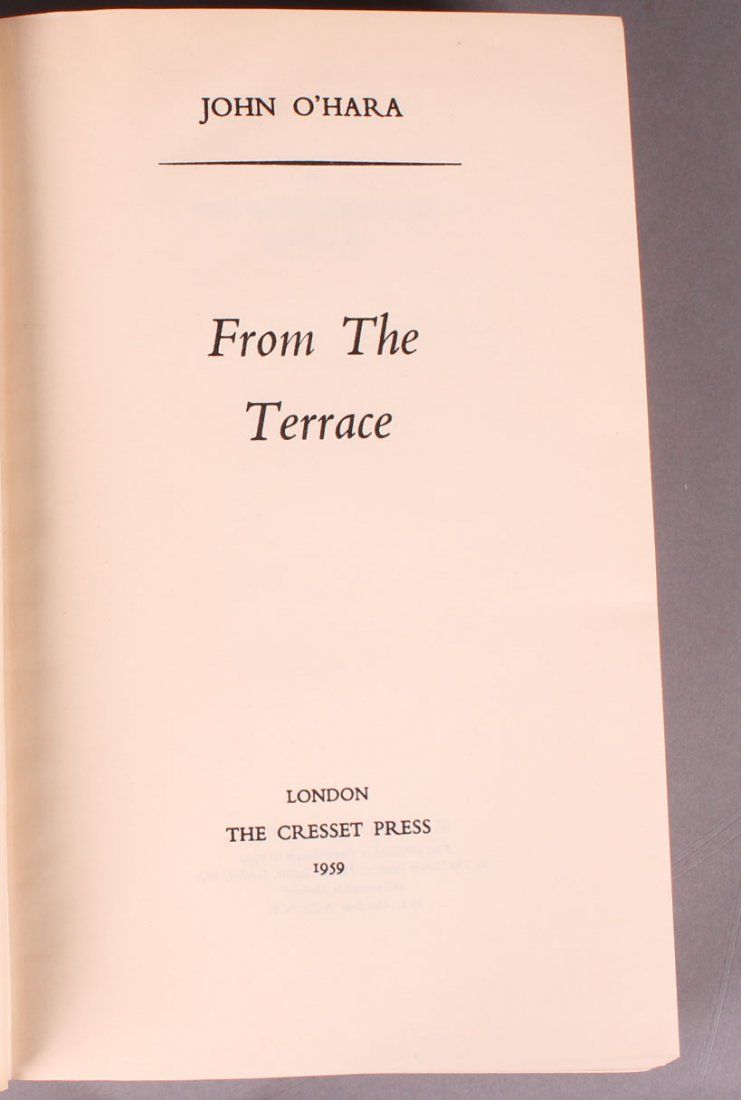 JOHN O'HARA
From The
Terrace
LONDON
THE CRESSET PRESS
1959